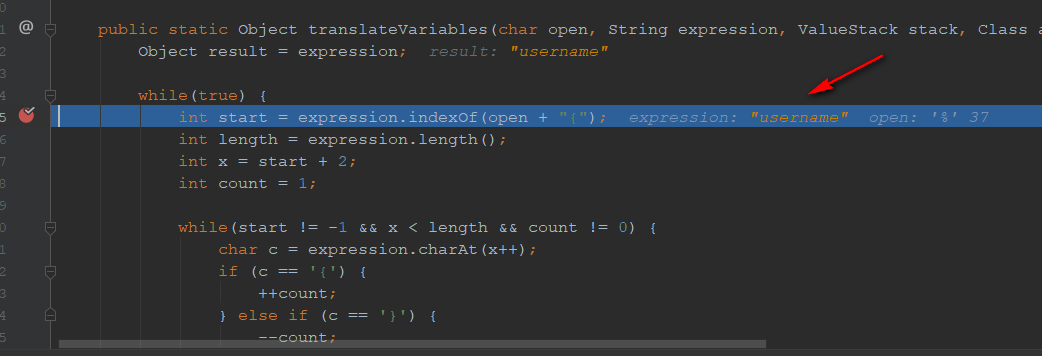 0
1 @ public static Object translateVariables(char open, String expression, ValueStack stack, Class a
2 Object result = expression; result: "username"
3
4 while(true) {
5 int start = expression.indexOf(open + "{"); expression: "username" open: '%' 37
6 int length = expression.length();
7 int x = start + 2;
8 int count = 1;
9
0 while(start != -1 && x < length && count != 0) {
1 char c = expression.charAt(x++);
2 if (c == '{') {
3 ++count;
4 } else if (c == '}') {
5 --count;